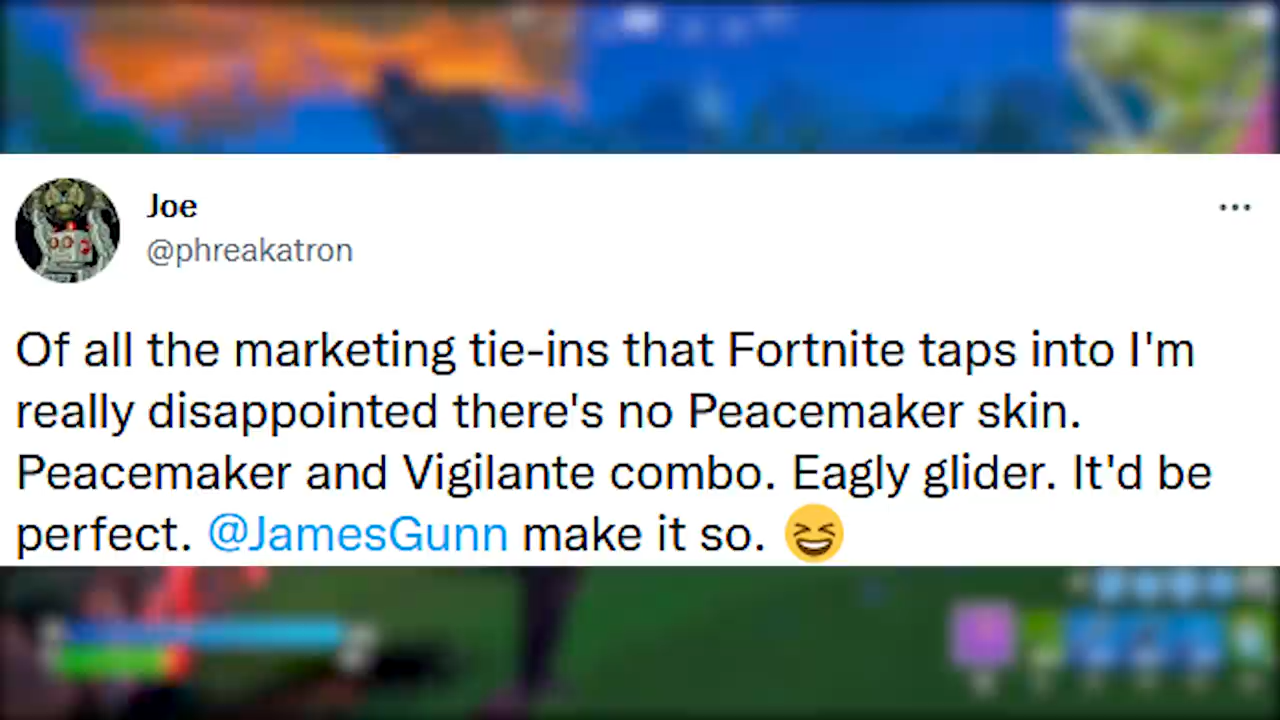 Joe
@phreakatron
Of all the marketing tie-ins that Fortnite taps into I'm
really disappointed there's no Peacemaker skin.
Peacemaker and Vigilante combo. Eagly glider. It'd be
perfect. @JamesGunn make it so. 😆